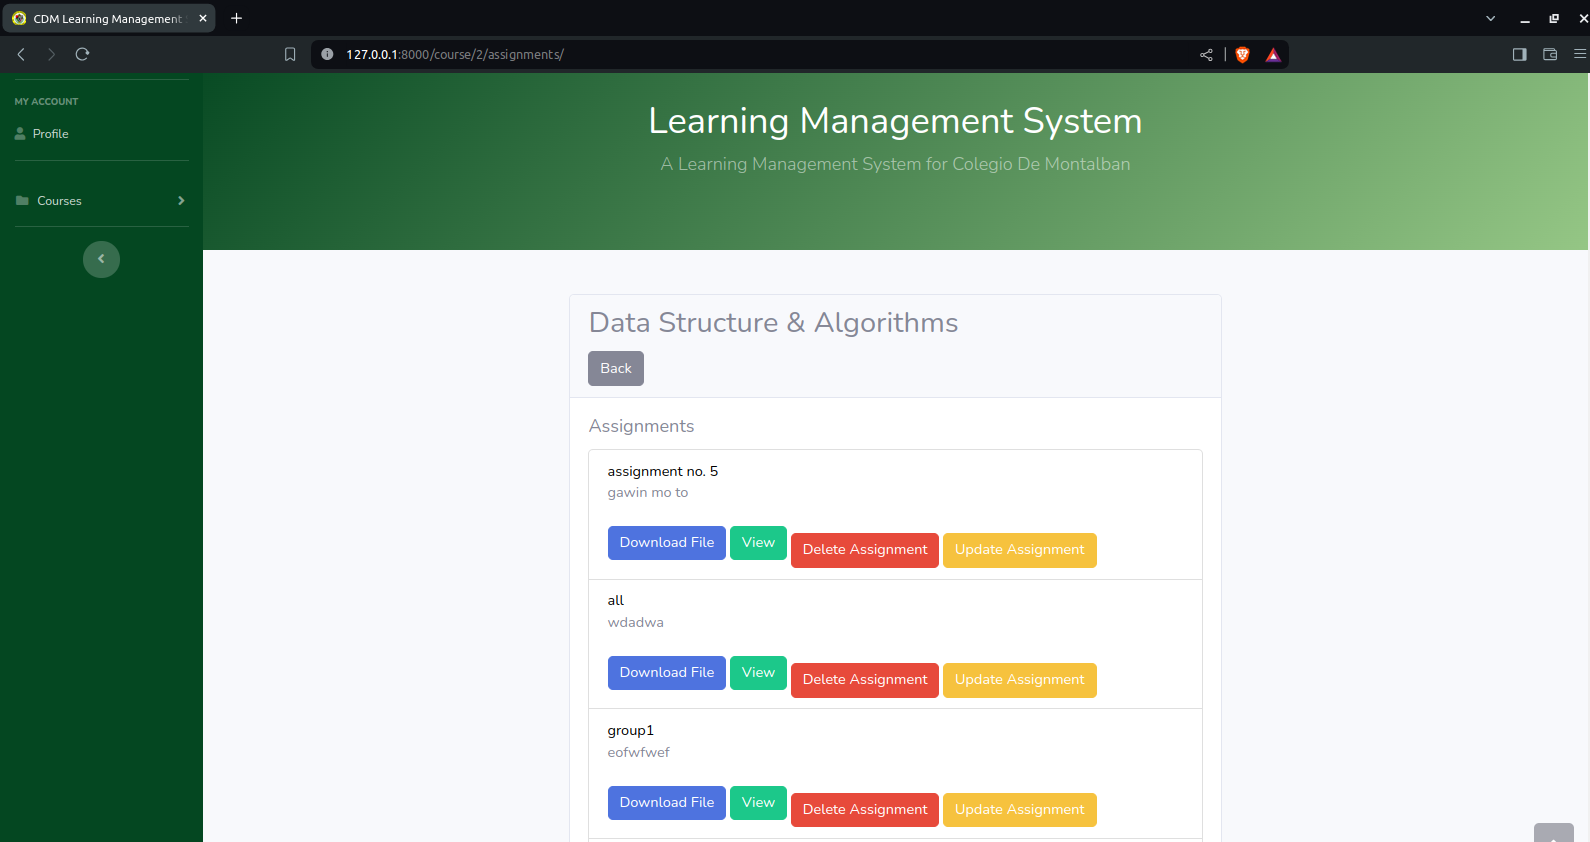 CDM Learning Management S
127.0.0.1:8000/course/2/assignments/
MY ACCOUNT
Profile
Courses
Learning Management System
A Learning Management System for Colegio De Montalban
Data Structure & Algorithms
Back
Assignments
assignment no. 5
gawin mo to
Download File View Delete Assignment Update Assignment
all
wdadwa
Download File View Delete Assignment Update Assignment
group1
eofwfwef
Download File View Delete Assignment Update Assignment